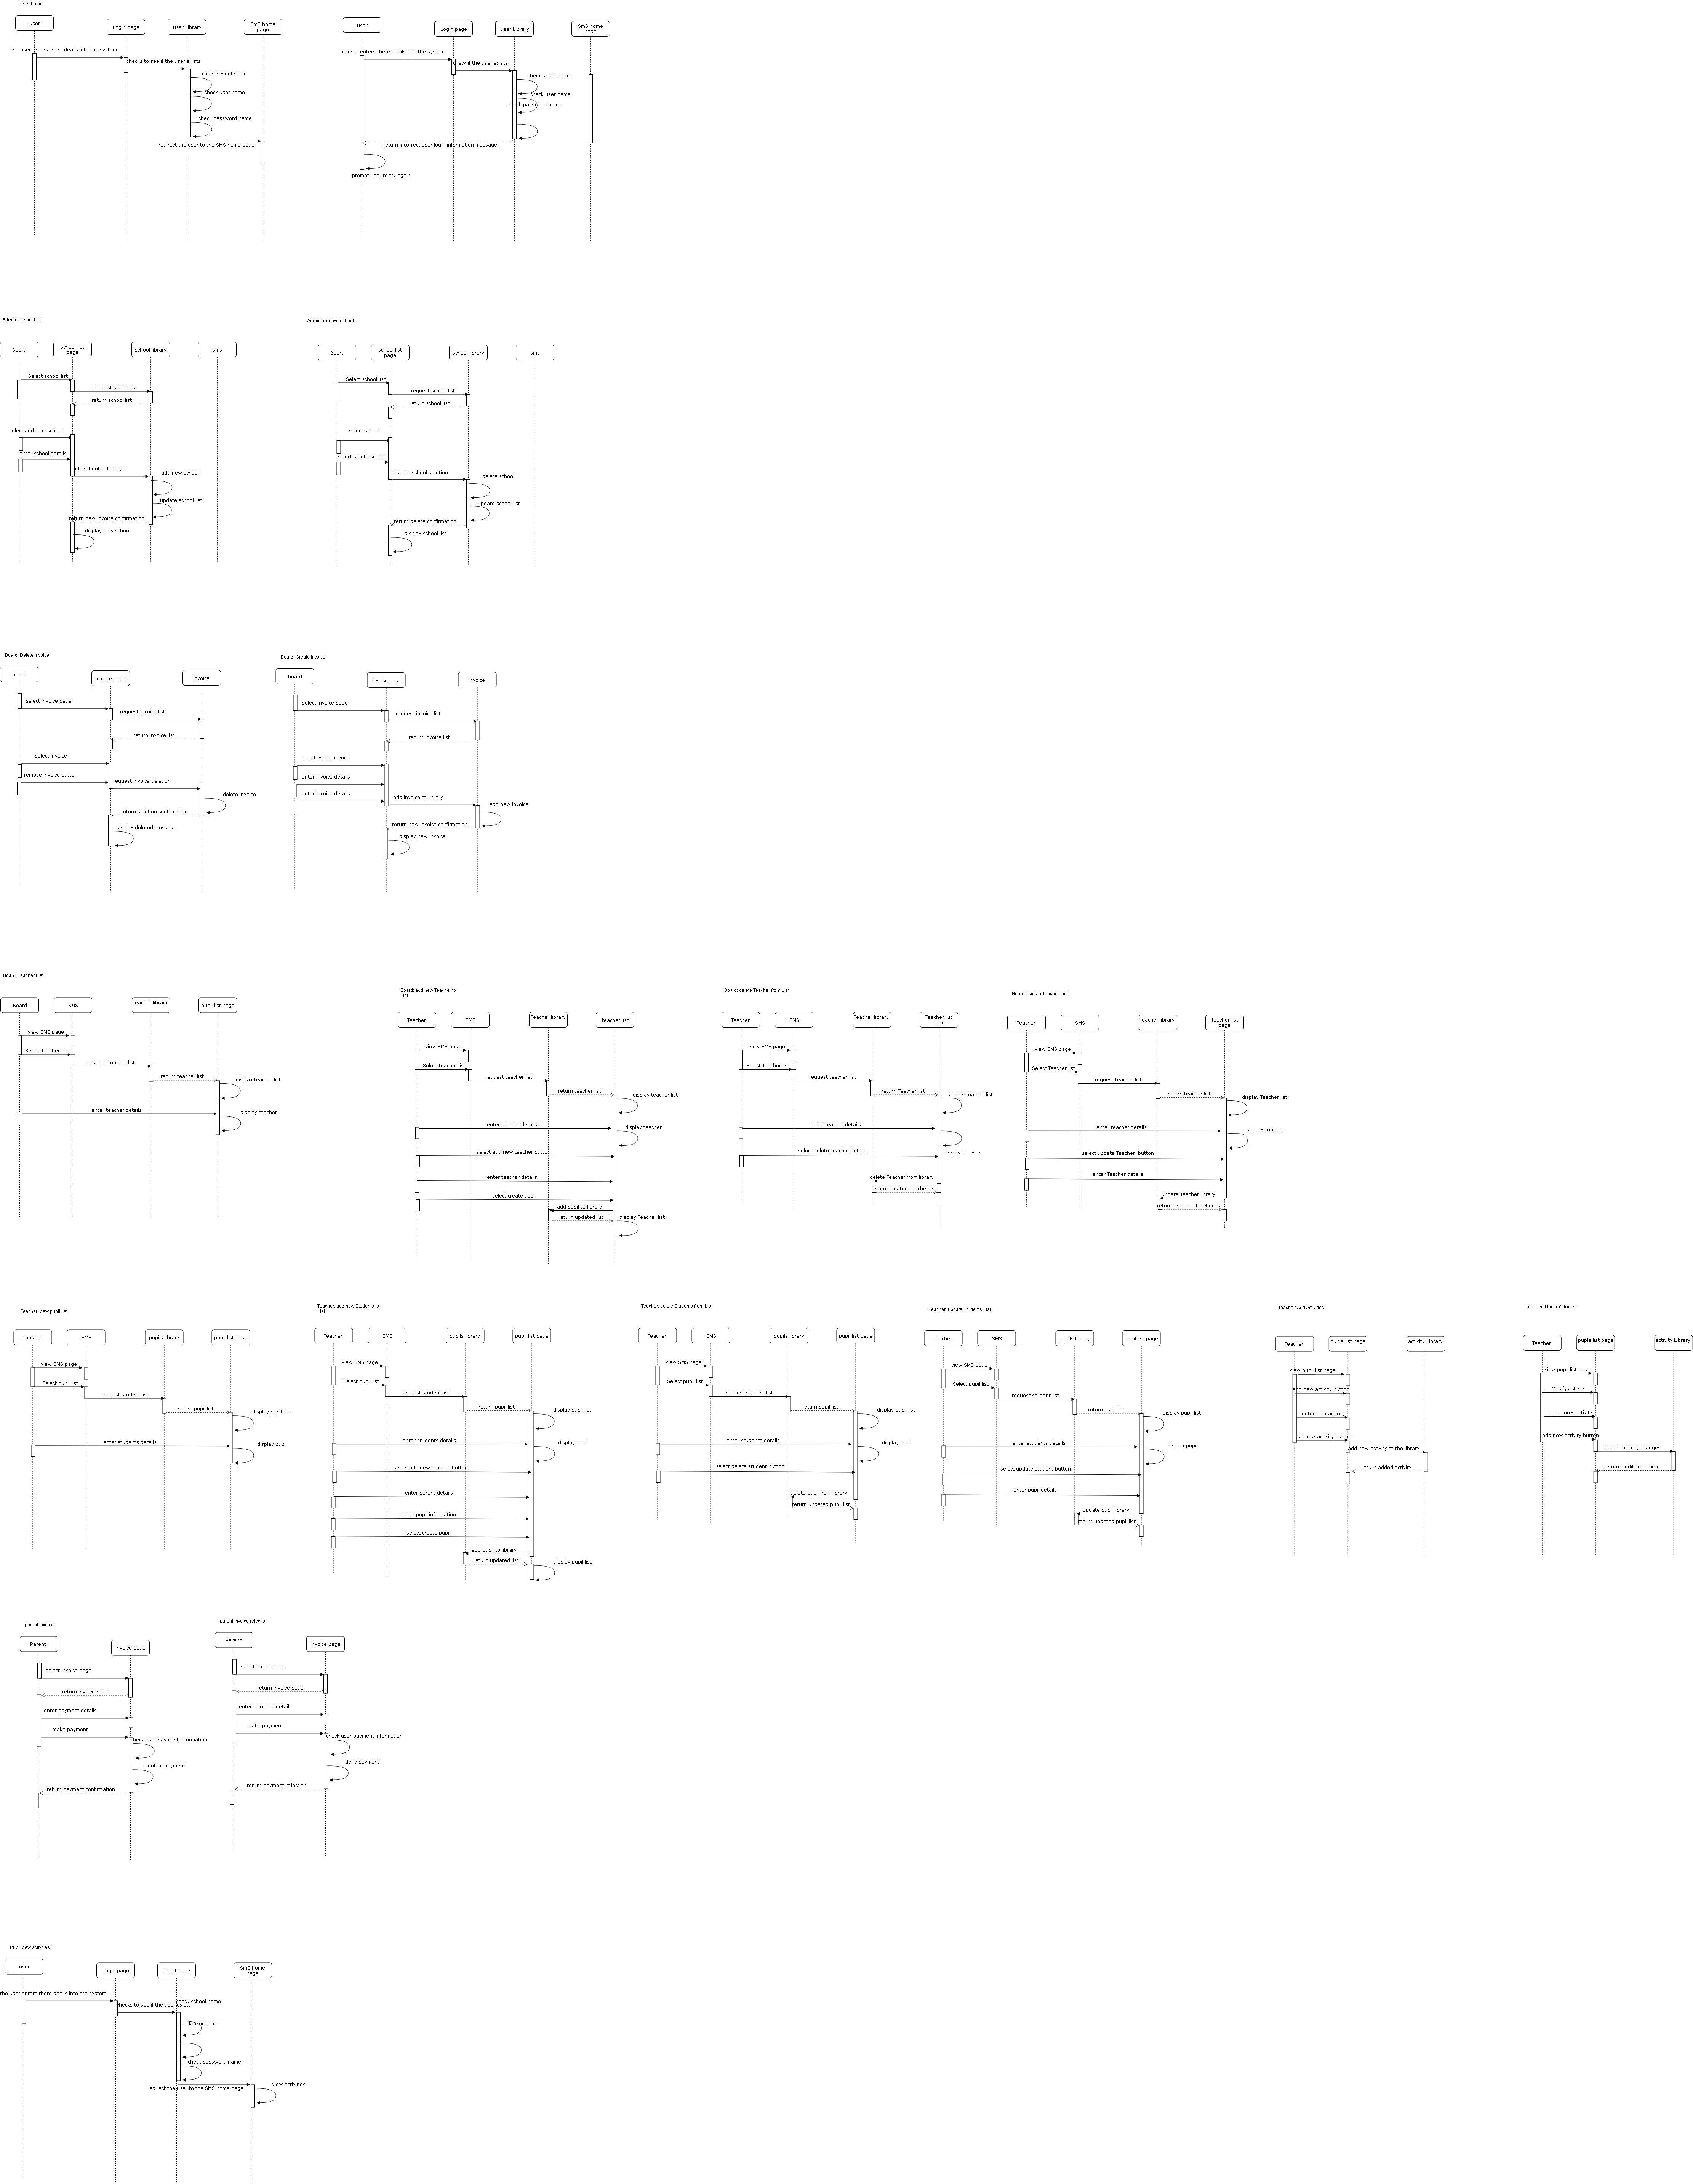 user Login
user
Login page
user Library
SmS home
page
the user enters there deails into the system
checks to see if the user exists
check school name
check user name
check password name
redirect the user to the SMS home page
user
Login page
user Library
SmS home
page
the user enters there deails into the system
check if the user exists
check school name
check user name
check password name
return incorrect user login information message
prompt user to try again
Admin: School List
Board
school list
page
school library
sms
Select school list
request school list
return school list
select add new school
enter school details
add school to library
add new school
update school list
return new invoice confirmation
display new school
Admin: remove school
Board
school list
page
school library
sms
Select school list
request school list
return school list
select school
select delete school
request school deletion
delete school
update school list
return delete confirmation
display school list
Board: Delete invoice
board
invoice page
invoice
select invoice page
request invoice list
return invoice list
select invoice
remove invoice button
request invoice deletion
delete invoice
return deletion confirmation
display deleted message
Board: Create invoice
board
invoice page
invoice
select invoice page
request invoice list
return invoice list
select create invoice
enter invoice details
enter invoice details
add invoice to library
add new invoice
return new invoice confirmation
display new invoice
Board: Teacher List
Board
SMS
Teacher library
pupil list page
view SMS page
Select Teacher list
request Teacher list
return teacher list
display teacher list
enter teacher details
display teacher
Board: add new Teacher to
List
Teacher
SMS
Teacher library
teacher list
view SMS page
Select teacher list
request teacher list
return teacher list
display teacher list
enter teacher details
display teacher
select add new teacher button
enter teacher details
select create user
add pupil to library
return updated list
display Teacher list
Board: delete Teacher from List
Teacher
SMS
Teacher library
Teacher list
page
view SMS page
Select Teacher list
request teacher list
return Teacher list
display Teacher list
enter Teacher details
display Teacher
select delete Teacher button
delete Teacher from library
return updated Teacher list
Board: update Teacher List
Teacher
SMS
Teacher library
Teacher list
page
view SMS page
Select Teacher list
request teacher list
return teacher list
display Teacher list
enter teacher details
display Teacher
select update Teacher  button
enter Teacher details
update Teacher library
return updated Teacher list
Teacher: view pupil list
Teacher
SMS
pupils library
pupil list page
view SMS page
Select pupil list
request student list
return pupil list
display pupil list
enter students details
display pupil
Teacher: add new Students to
List
Teacher
SMS
pupils library
pupil list page
view SMS page
Select pupil list
request student list
return pupil list
display pupil list
enter students details
display pupil
select add new student button
enter parent details
enter pupil information
select create pupil
add pupil to library
return updated list
display pupil list
Teacher: delete Students from List
Teacher
SMS
pupils library
pupil list page
view SMS page
Select pupil list
request student list
return pupil list
display pupil list
enter students details
display pupil
select delete student button
delete pupil from library
return updated pupil list
Teacher: update Students List
Teacher
SMS
pupils library
pupil list page
view SMS page
Select pupil list
request student list
return pupil list
display pupil list
enter students details
display pupil
select update student button
enter pupil details
update pupil library
return updated pupil list
Teacher: Add Activities
Teacher
puple list page
activity Library
view pupil list page
add new activity button
enter new activity
add new activity button
add new activity to the library
return added activity
Teacher: Modify Activities
Teacher
puple list page
activity Library
view pupil list page
Modify Activity
enter new activity
add new activity button
update activity changes
return modified activity
parent Invoice
Parent
invoice page
select invoice page
return invoice page
enter payment details
make payment
check user payment information
confirm payment
return payment confirmation
parent Invoice rejection
Parent
invoice page
select invoice page
return invoice page
enter payment details
make payment
check user payment information
deny payment
return payment rejection
Pupil view activities
user
Login page
user Library
SmS home
page
the user enters there deails into the system
checks to see if the user exists
check school name
check user name
check password name
redirect the user to the SMS home page
view activities